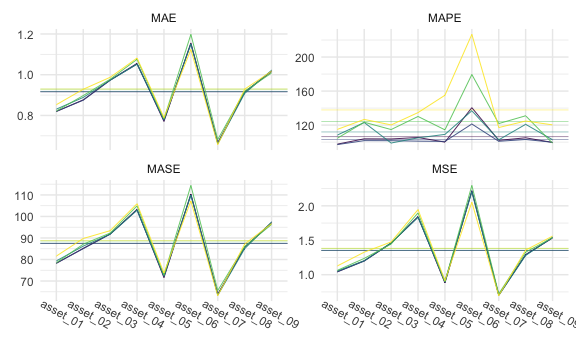 MAE
MAPE
1.2
1.0
0.8
200
160
120
MASE
MSE
110
100
90
80
70
2.0
1.5
1.0
asset_01
asset_02
asset_03
asset_04
asset_05
asset_06
asset_07
asset_08
asset_09
asset_01
asset_02
asset_03
asset_04
asset_05
asset_06
asset_07
asset_08